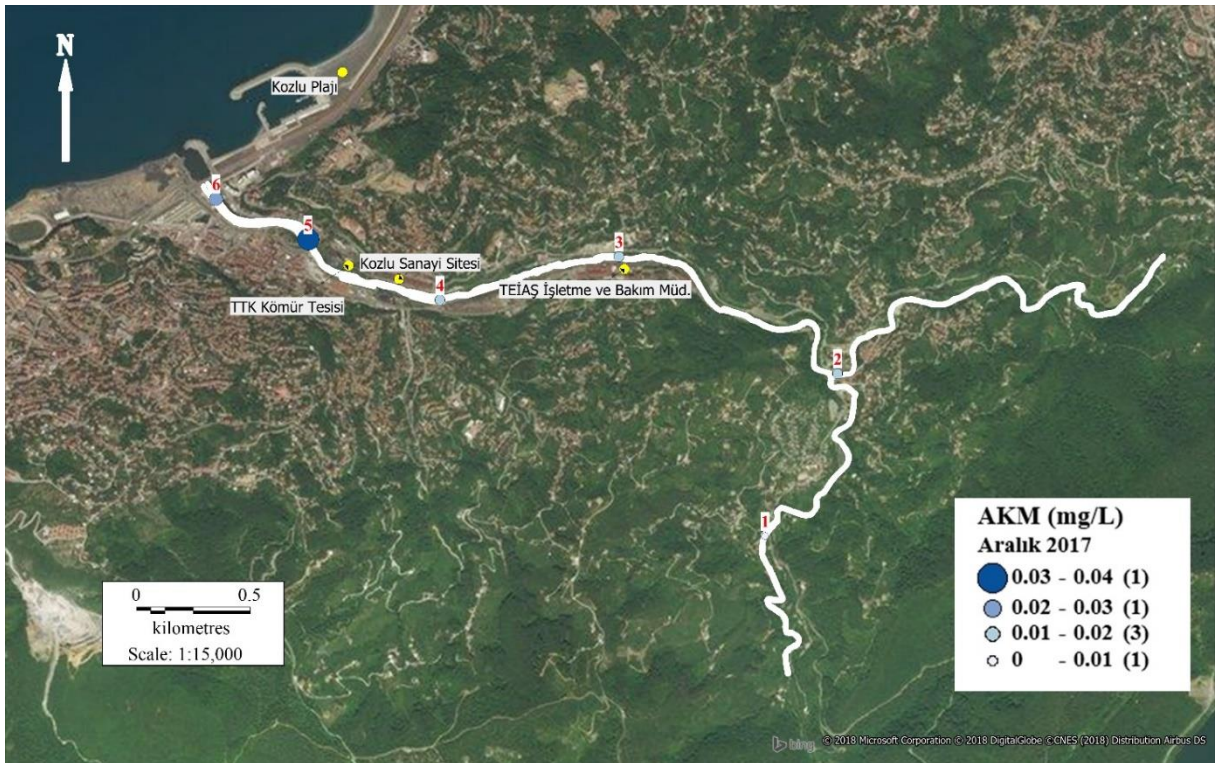 N
Kozlu Plajı
6
5
3
Kozlu Sanayi Sitesi
4
TEİAŞ İşletme ve Bakım Müd.
TTK Kömür Tesisi
2
1
AKM (mg/L)
Aralık 2017
0.03 - 0.04 (1)
0.02 - 0.03 (1)
0.01 - 0.02 (3)
0 - 0.01 (1)
0 0.5
kilometres
Scale: 1:15,000
bing
© 2018 Microsoft Corporation © 2018 DigitalGlobe ©CNES (2018) Distribution Airbus DS